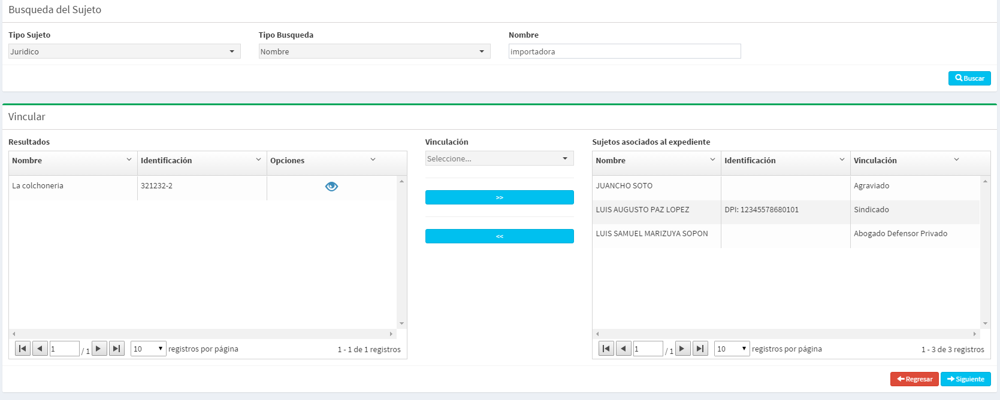 Busqueda del Sujeto
Tipo Sujeto
Juridico
Tipo Busqueda
Nombre
Nombre
importadora
Buscar
Vincular
Resultados
Nombre Identificación Opciones
La colchoneria 321232-2
1 / 1 10 registros por página 1 - 1 de 1 registros
Vinculación
Seleccione...
>>
<<
Sujetos asociados al expediente
Nombre Identificación Vinculación
JUANCHO SOTO Agraviado
LUIS AUGUSTO PAZ LOPEZ DPI: 12345578680101 Sindicado
LUIS SAMUEL MARIZUYA SOPON Abogado Defensor Privado
1 / 1 10 registros por página 1 - 3 de 3 registros
Regresar Siguiente